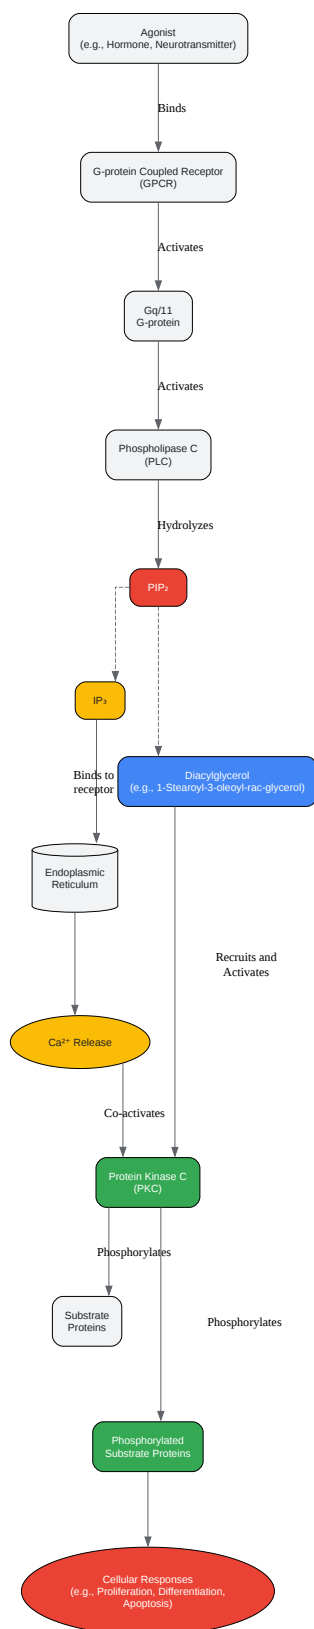 Agonist
(e.g., Hormone, Neurotransmitter)
Binds
G-protein Coupled Receptor
(GPCR)
Activates
Gq/11
G-protein
Activates
Phospholipase C
(PLC)
Hydrolyzes
PIP₂
IP₃
Binds to
receptor
Diacylglycerol
(e.g., 1-Stearoyl-3-oleoyl-rac-glycerol)
Endoplasmic
Reticulum
Recruits and
Activates
Ca²⁺ Release
Co-activates
Protein Kinase C
(PKC)
Phosphorylates
Substrate
Proteins
Phosphorylates
Phosphorylated
Substrate Proteins
Cellular Responses
(e.g., Proliferation, Differentiation,
Apoptosis)